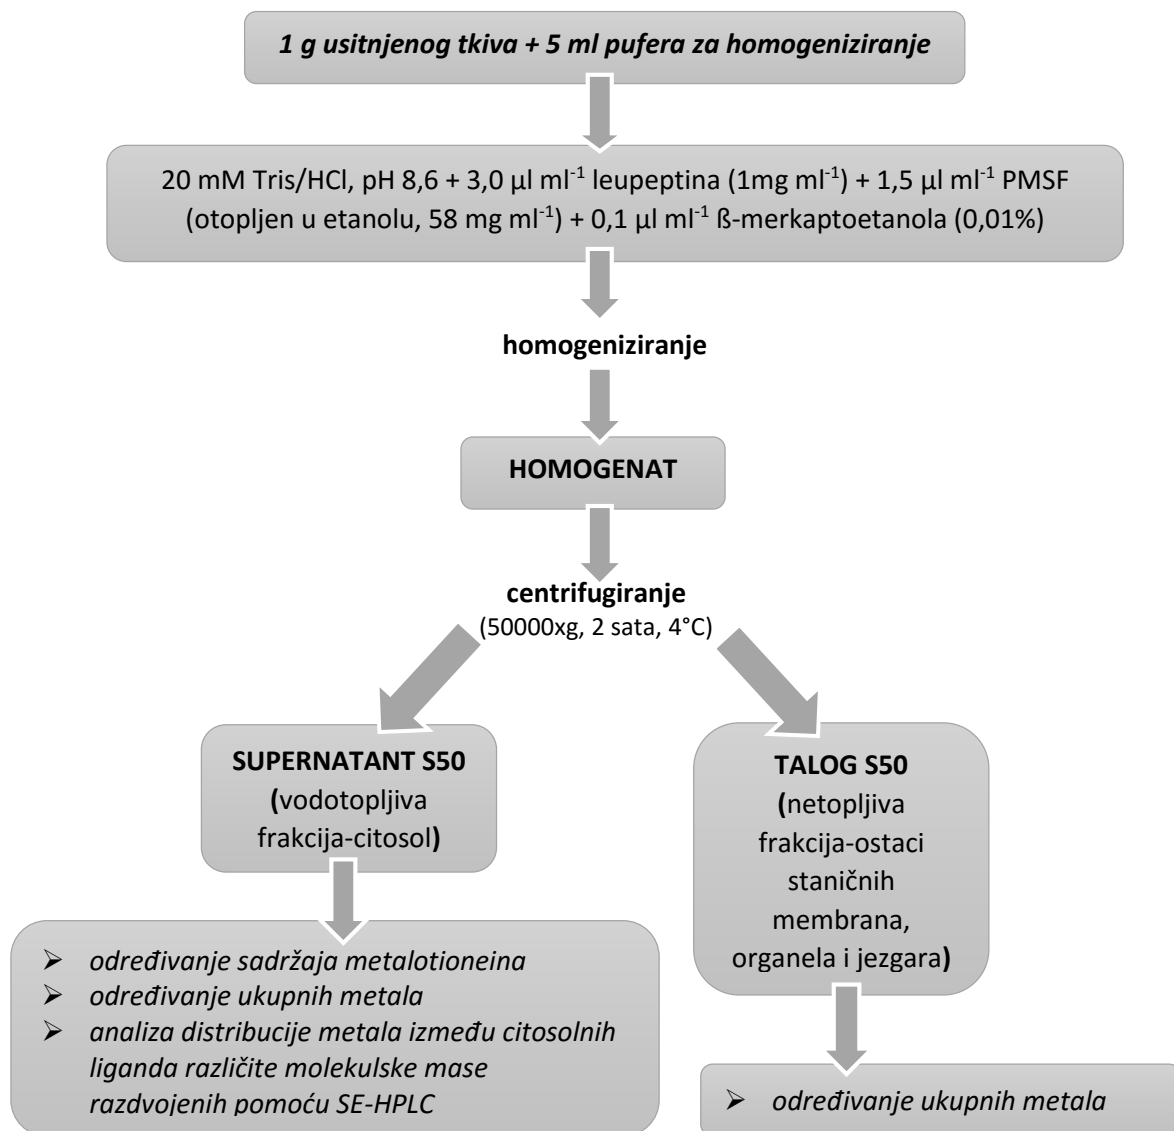 1 g usitnjenog tkiva + 5 ml pufera za homogeniziranje
20 mM Tris/HCl, pH 8,6 + 3,0 µl ml⁻¹ leupeptina (1mg ml⁻¹) + 1,5 µl ml⁻¹ PMSF
(otopljen u etanolu, 58 mg ml⁻¹) + 0,1 µl ml⁻¹ ß-merkaptoetanola (0,01%)
homogeniziranje
HOMOGENAT
centrifugiranje
(50000xg, 2 sata, 4°C)
SUPERNATANT S50
(vodotopljiva
frakcija-citosol)
➢ određivanje sadržaja metalotioneina
➢ određivanje ukupnih metala
➢ analiza distribucije metala između citosolnih
liganda različite molekulske mase
razdvojenih pomoću SE-HPLC
TALOG S50
(netopljiva
frakcija-ostaci
staničnih
membrana,
organela i jezgara)
➢ određivanje ukupnih metala